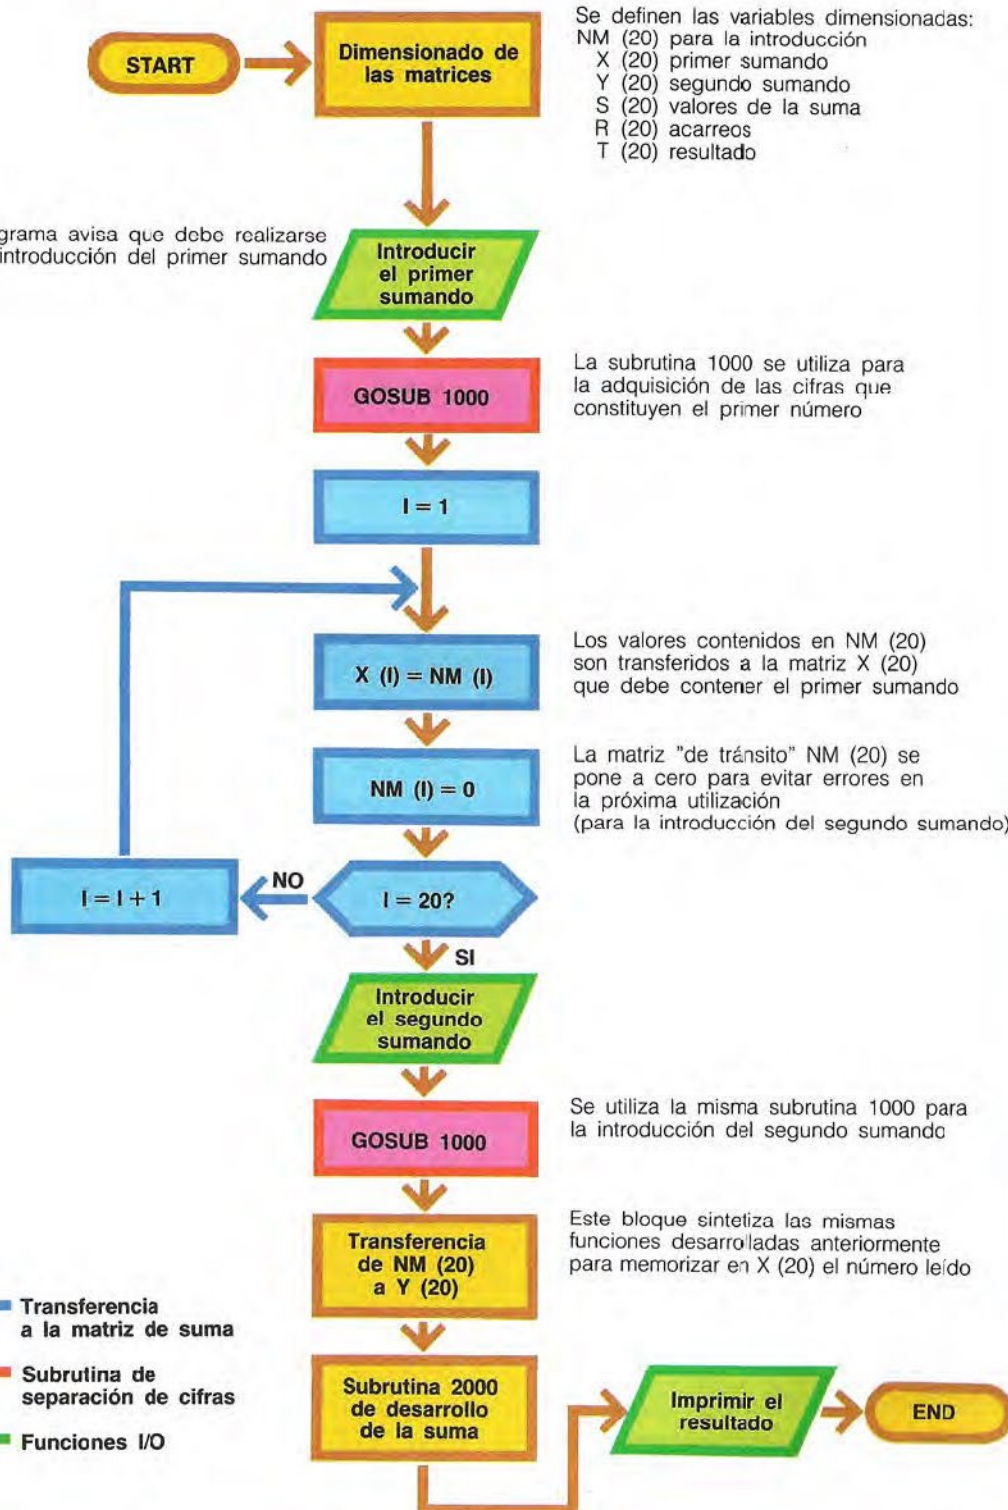 START
Dimensionado de
las matrices
Se definen las variables dimensionadas:
NM (20) para la introducción
X (20) primer sumando
Y (20) segundo sumando
S (20) valores de la suma
R (20) acarreos
T (20) resultado
grama avisa que debe realizarse
introducción del primer sumando
Introducir
el primer
sumando
GOSUB 1000
La subrutina 1000 se utiliza para
la adquisición de las cifras que
constituyen el primer número
I = 1
X (I) = NM (I)
Los valores contenidos en NM (20)
son transferidos a la matriz X (20)
que debe contener el primer sumando
NM (I) = 0
La matriz "de tránsito" NM (20) se
pone a cero para evitar errores en
la próxima utilización
(para la introducción del segundo sumando)
I = I + 1
NO
I = 20?
SI
Introducir
el segundo
sumando
GOSUB 1000
Se utiliza la misma subrutina 1000 para
la introducción del segundo sumando
Transferencia
de NM (20)
a Y (20)
Este bloque sintetiza las mismas
funciones desarrolladas anteriormente
para memorizar en X (20) el número leído
Transferencia
a la matriz de suma
Subrutina de
separación de cifras
Funciones I/O
Subrutina 2000
de desarrollo
de la suma
Imprimir el
resultado
END